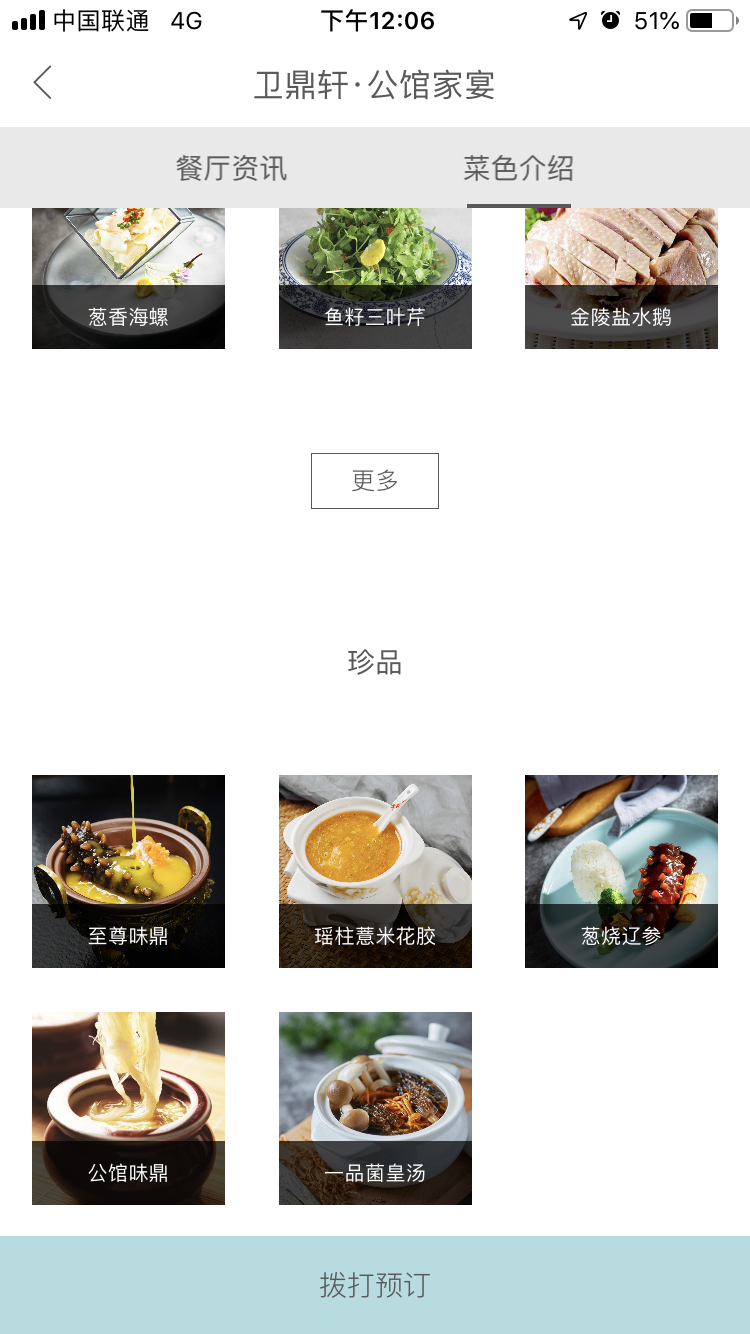 中国联通 4G 下午12:06 51%
卫鼎轩·公馆家宴
餐厅资讯 菜色介绍
葱香海螺 鱼籽三叶芹 金陵盐水鹅
更多
珍品
至尊味鼎 瑶柱薏米花胶 葱烧辽参
公馆味鼎 一品菌皇汤
拨打预订